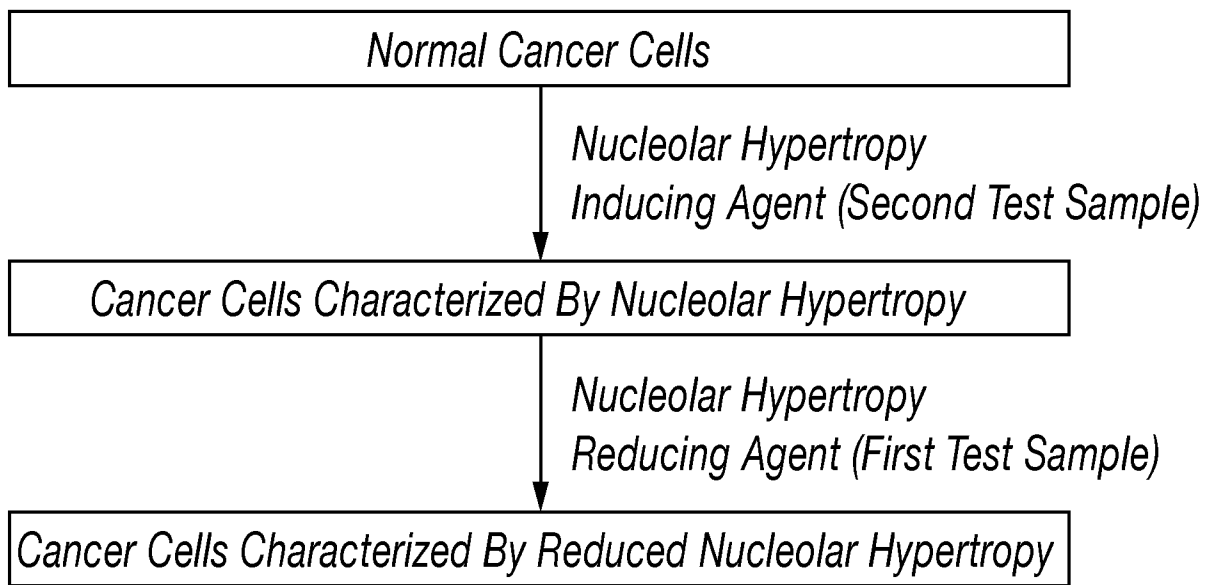 Normal Cancer Cells
Nucleolar Hypertropy
Inducing Agent (Second Test Sample)
Cancer Cells Characterized By Nucleolar Hypertropy
Nucleolar Hypertropy
Reducing Agent (First Test Sample)
Cancer Cells Characterized By Reduced Nucleolar Hypertropy